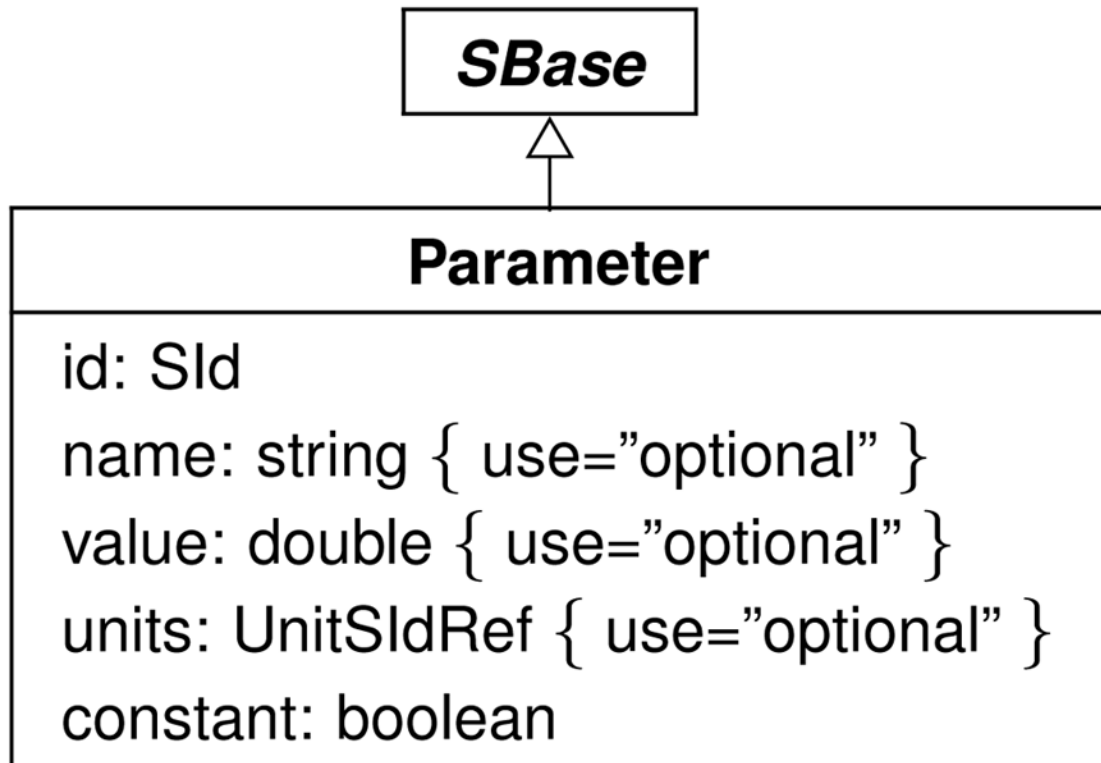 SBase
Parameter
id: SId
name: string { use=”optional” }
value: double { use=”optional” }
units: UnitSIdRef { use=”optional” }
constant: boolean